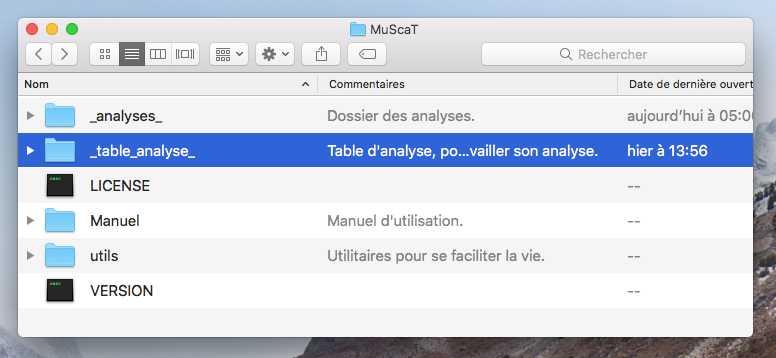 MuScaT
Rechercher
Nom Commentaires Date de dernière ouvert
_analyses_ Dossier des analyses. aujourd'hui à 05:0
_table_analyse_ Table d'analyse, po...vailler son analyse. hier à 13:56
LICENSE --
Manuel Manuel d'utilisation. --
utils Utilitaires pour se faciliter la vie. --
VERSION --